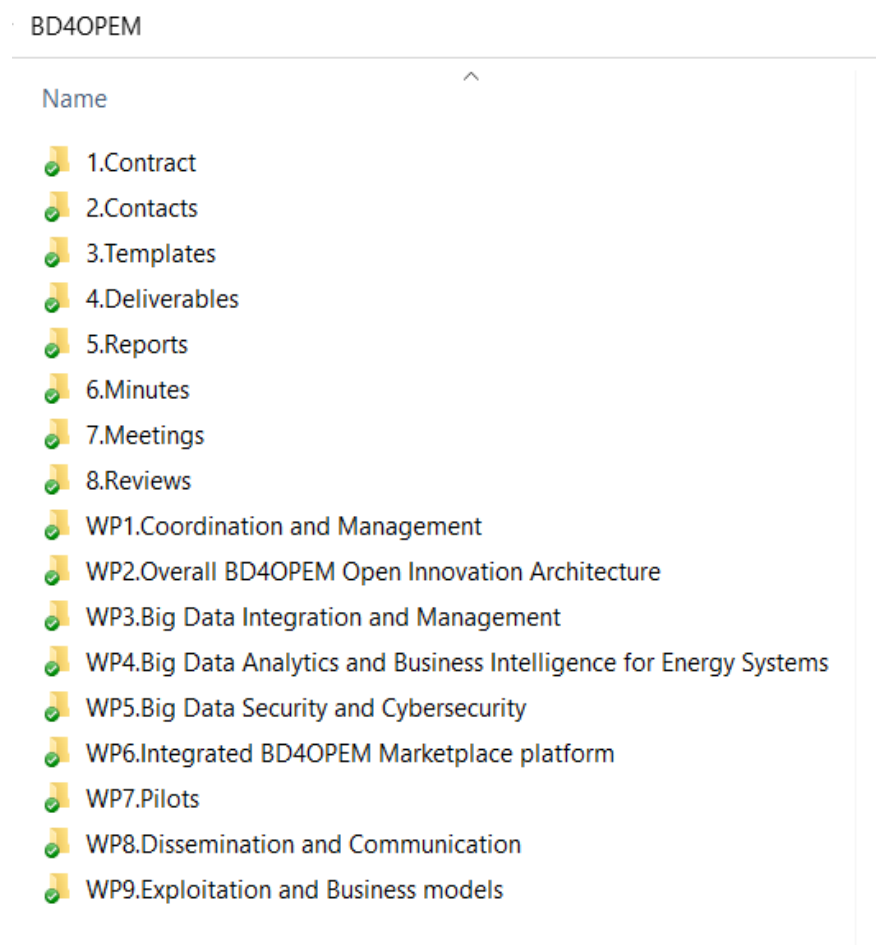 BD4OPEM
Name
1.Contract
2.Contacts
3.Templates
4.Deliverables
5.Reports
6.Minutes
7.Meetings
8.Reviews
WP1.Coordination and Management
WP2.Overall BD4OPEM Open Innovation Architecture
WP3.Big Data Integration and Management
WP4.Big Data Analytics and Business Intelligence for Energy Systems
WP5.Big Data Security and Cybersecurity
WP6.Integrated BD4OPEM Marketplace platform
WP7.Pilots
WP8.Dissemination and Communication
WP9.Exploitation and Business models